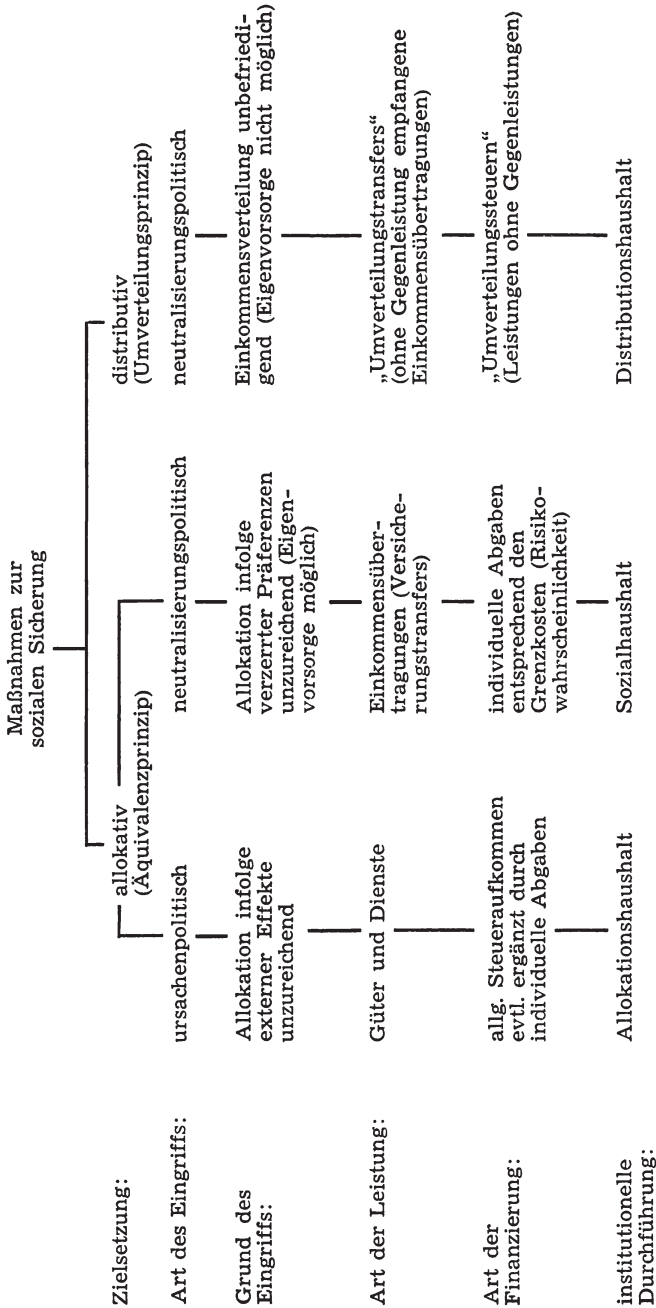 Maßnahmen zur
sozialen Sicherung
Zielsetzung:
allokativ
(Äquivalenzprinzip)
distributiv
(Umverteilungsprinzip)
Art des Eingriffs:
ursachenpolitisch
neutralisierungspolitisch
neutralisierungspolitisch
Grund des
Eingriffs:
Allokation infolge
externer Effekte
unzureichend
Allokation infolge
verzerrter Präferenzen
unzureichend (Eigen-
vorsorge möglich)
Einkommensverteilung unbefriedi-
gend (Eigenvorsorge nicht möglich)
Art der Leistung:
Güter und Dienste
Einkommensüber-
tragungen (Versiche-
rungstransfers)
„Umverteilungstransfers“
(ohne Gegenleistung empfangene
Einkommensübertragungen)
Art der
Finanzierung:
allg. Steueraufkommen
evtl. ergänzt durch
individuelle Abgaben
individuelle Abgaben
entsprechend den
Grenzkosten (Risiko-
wahrscheinlichkeit)
„Umverteilungssteuern“
(Leistungen ohne Gegenleistungen)
institutionelle
Durchführung:
Allokationshaushalt
Sozialhaushalt
Distributionshaushalt